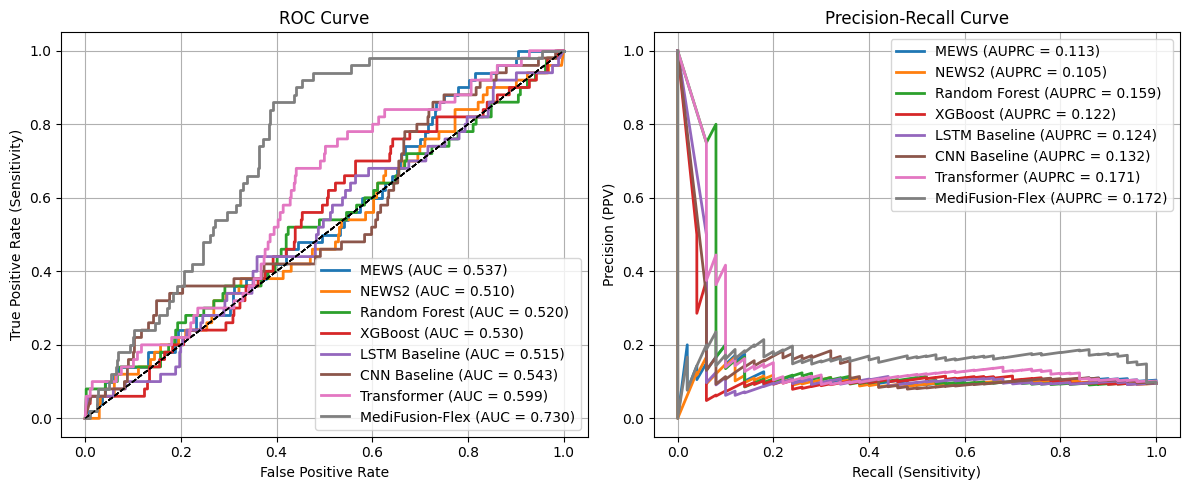 ROC Curve
1.0
0.8
0.6
0.4
0.2
0.0
True Positive Rate (Sensitivity)
MEWS (AUC = 0.537)
NEWS2 (AUC = 0.510)
Random Forest (AUC = 0.520)
XGBoost (AUC = 0.530)
LSTM Baseline (AUC = 0.515)
CNN Baseline (AUC = 0.543)
Transformer (AUC = 0.599)
MediFusion-Flex (AUC = 0.730)
0.0 0.2 0.4 0.6 0.8 1.0
False Positive Rate
Precision-Recall Curve
1.0
0.8
0.6
0.4
0.2
0.0
Precision (PPV)
MEWS (AUPRC = 0.113)
NEWS2 (AUPRC = 0.105)
Random Forest (AUPRC = 0.159)
XGBoost (AUPRC = 0.122)
LSTM Baseline (AUPRC = 0.124)
CNN Baseline (AUPRC = 0.132)
Transformer (AUPRC = 0.171)
MediFusion-Flex (AUPRC = 0.172)
0.0 0.2 0.4 0.6 0.8 1.0
Recall (Sensitivity)